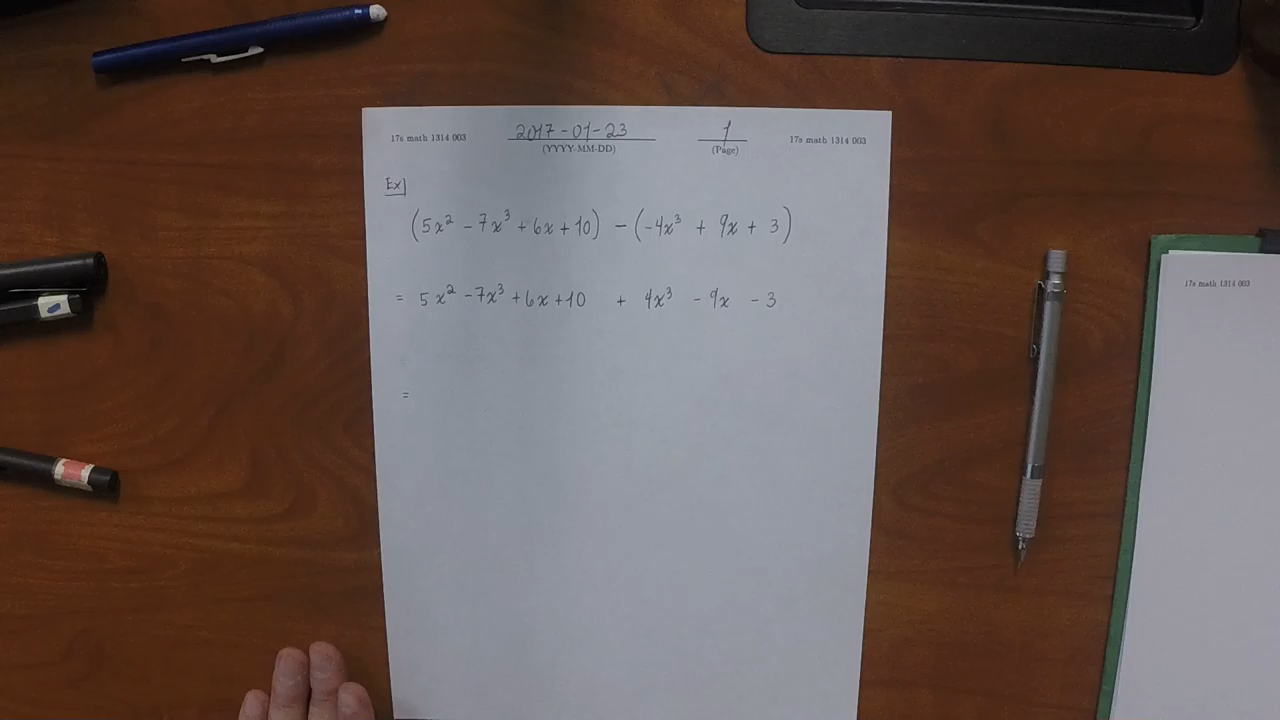 17s math 1314 003 2017-01-23 1 17s math 1314 003
(YYYY-MM-DD) (Page)
Ex]
(5x² - 7x³ + 6x + 10) - (-4x³ + 9x + 3)
= 5x² - 7x³ + 6x + 10 + 4x³ - 9x - 3
=
17s math 1314 003